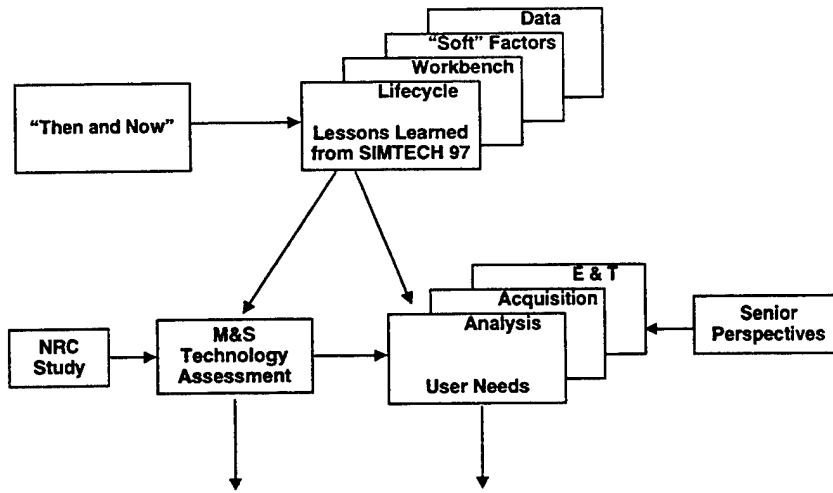 Data
“Soft” Factors
Workbench
Lifecycle
“Then and Now”
Lessons Learned
from SIMTECH 97
E & T
Acquisition
Analysis
User Needs
Senior
Perspectives
M&S
Technology
Assessment
NRC
Study